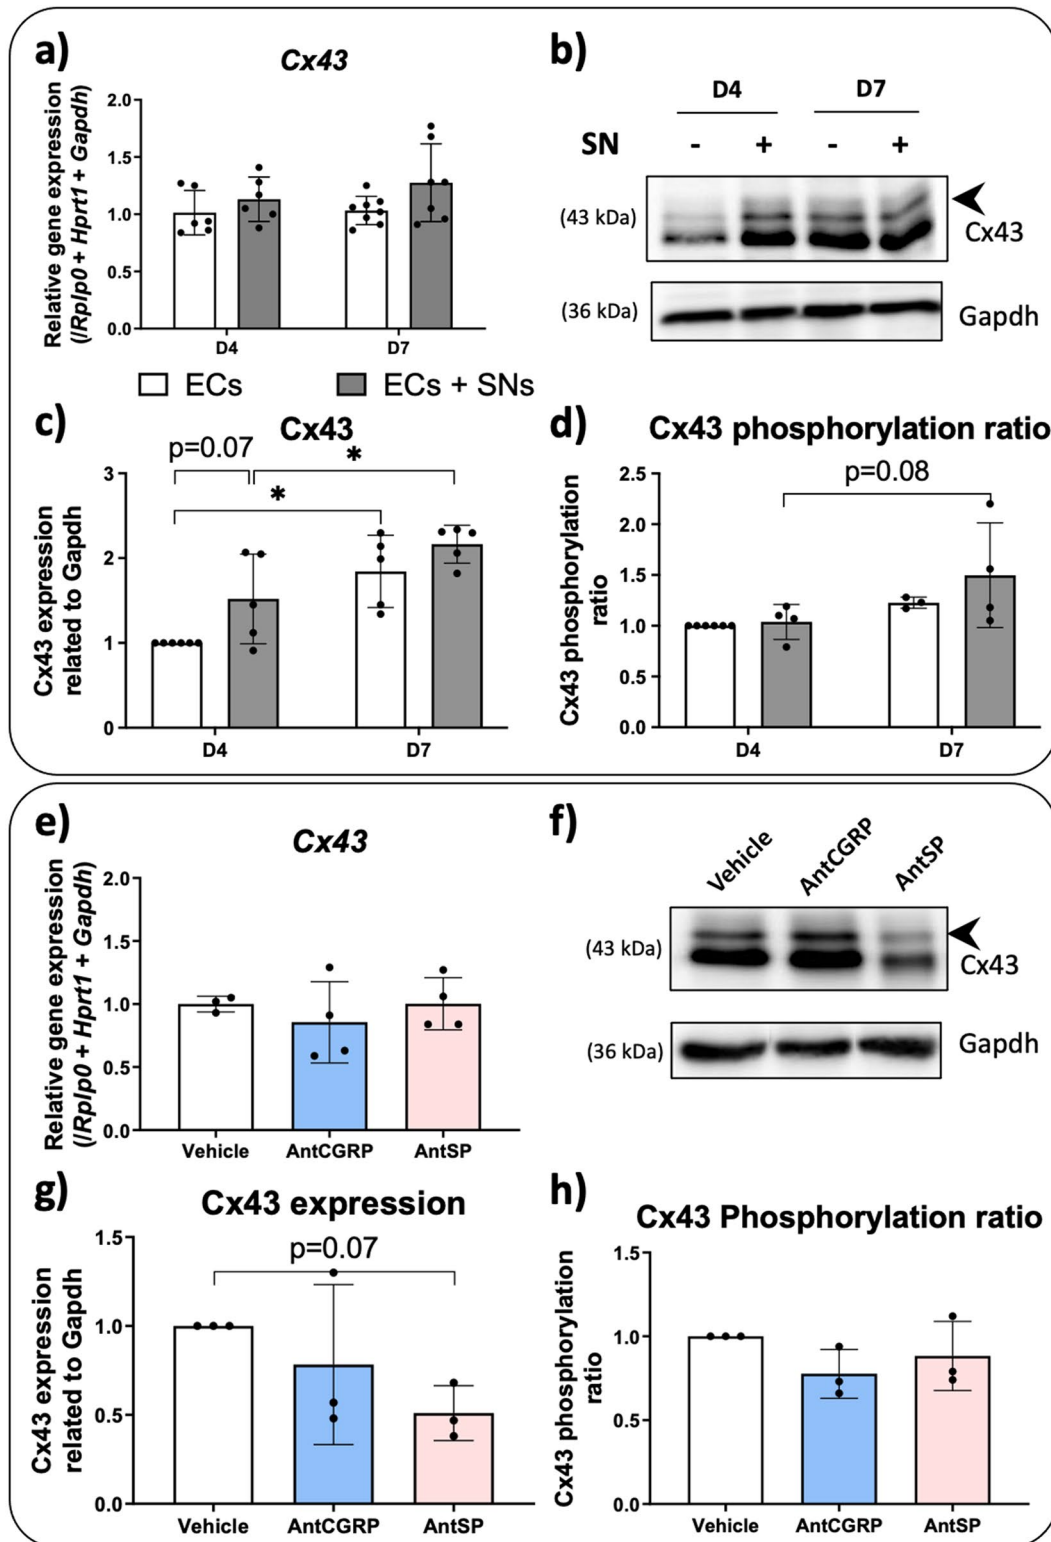 a)
Cx43
Relative gene expression
(/Rplp0 + Hprt1 + Gapdh)
2.0
1.5
1.0
0.5
0.0
D4
D7
ECs
ECs + SNs
b)
D4
D7
SN
- + - +
(43 kDa)
Cx43
(36 kDa)
Gapdh
c)
Cx43
p=0.07
*
*
Cx43 expression
related to Gapdh
3
2
1
0
D4
D7
d)
Cx43 phosphorylation ratio
p=0.08
Cx43 phosphorylation
ratio
2.5
2.0
1.5
1.0
0.5
0.0
D4
D7
e)
Cx43
Relative gene expression
(/Rplp0 + Hprt1 + Gapdh)
2.0
1.5
1.0
0.5
0.0
Vehicle
AntCGRP
AntSP
f)
Vehicle
AntCGRP
AntSP
(43 kDa)
Cx43
(36 kDa)
Gapdh
g)
Cx43 expression
p=0.07
Cx43 expression
related to Gapdh
1.5
1.0
0.5
0.0
Vehicle
AntCGRP
AntSP
h)
Cx43 Phosphorylation ratio
Cx43 phosphorylation
ratio
1.5
1.0
0.5
0.0
Vehicle
AntCGRP
AntSP